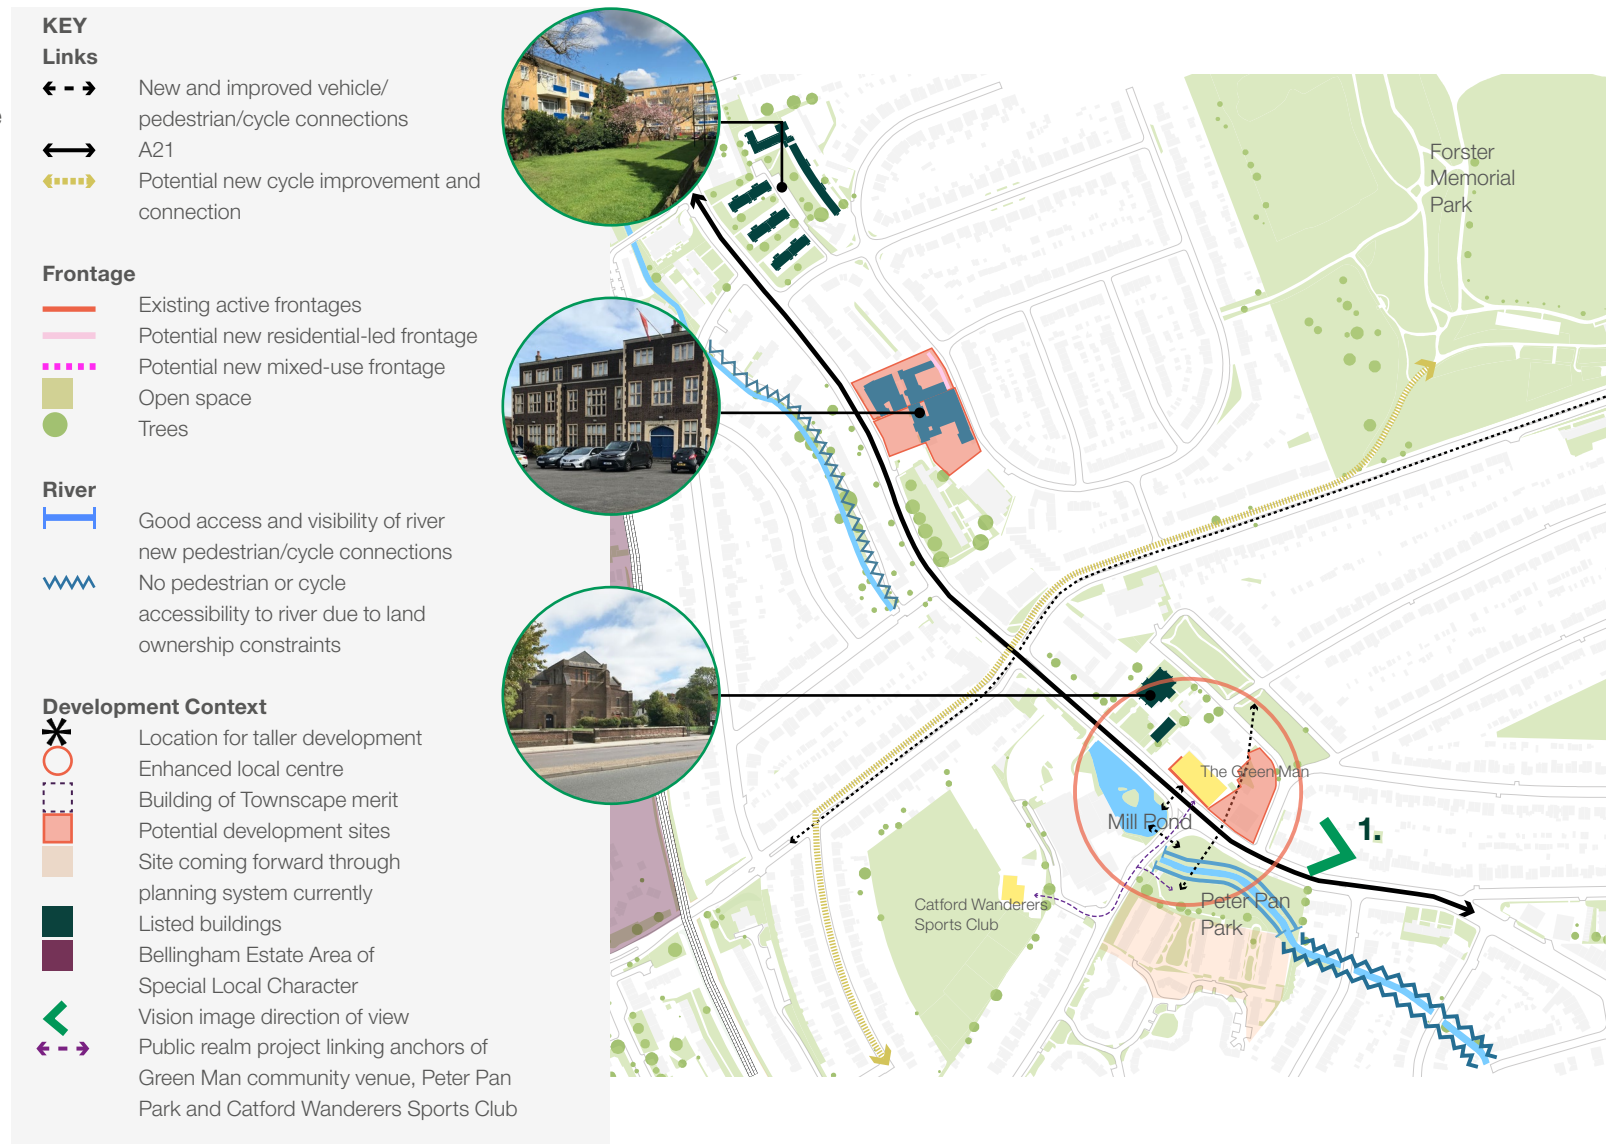 KEY
Links
New and improved vehicle/
pedestrian/cycle connections
A21
Potential new cycle improvement and
connection
Frontage
Existing active frontages
Potential new residential-led frontage
Potential new mixed-use frontage
Open space
Trees
River
Good access and visibility of river
new pedestrian/cycle connections
No pedestrian or cycle
accessibility to river due to land
ownership constraints
Development Context
Location for taller development
Enhanced local centre
Building of Townscape merit
Potential development sites
Site coming forward through
planning system currently
Listed buildings
Bellingham Estate Area of
Special Local Character
Vision image direction of view
Public realm project linking anchors of
Green Man community venue, Peter Pan
Park and Catford Wanderers Sports Club
Forster
Memorial
Park
The Green Man
Mill Pond
1.
Peter Pan
Park
Catford Wanderers
Sports Club